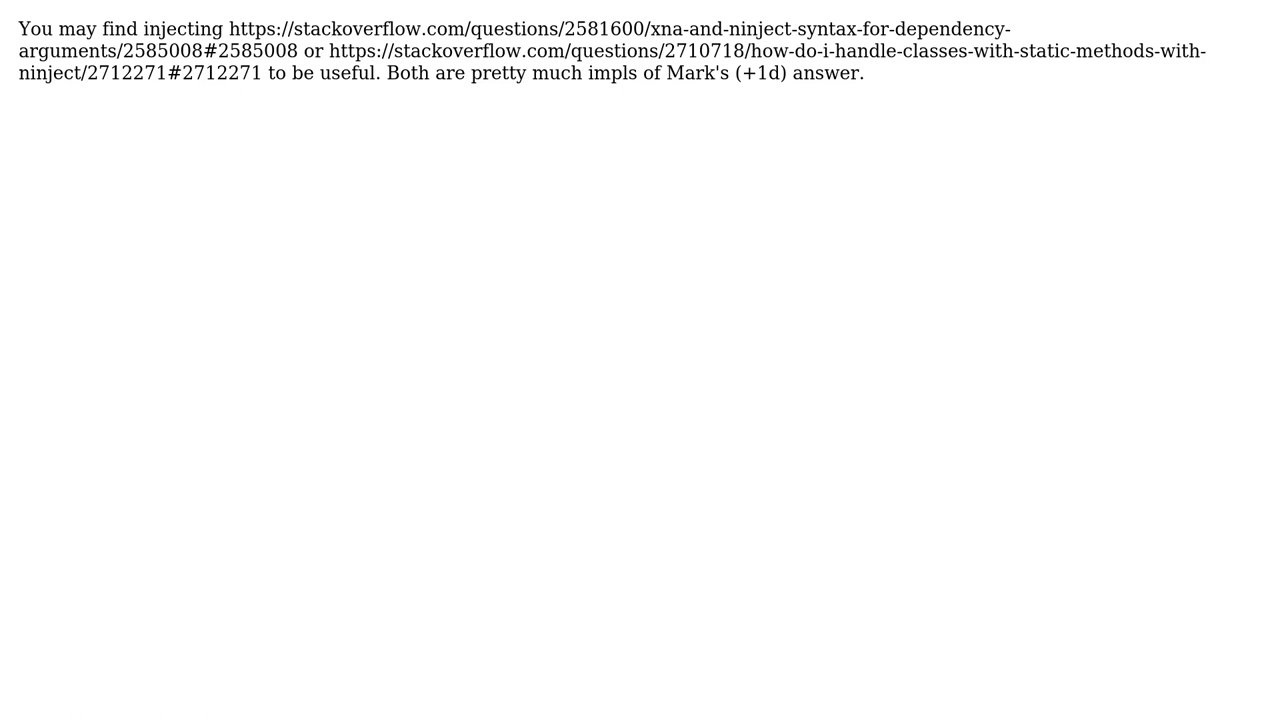 You may find injecting https://stackoverflow.com/questions/2581600/xna-and-ninject-syntax-for-dependency-
arguments/2585008#2585008 or https://stackoverflow.com/questions/2710718/how-do-i-handle-classes-with-static-methods-with-
ninject/2712271#2712271 to be useful. Both are pretty much impls of Mark's (+1d) answer.